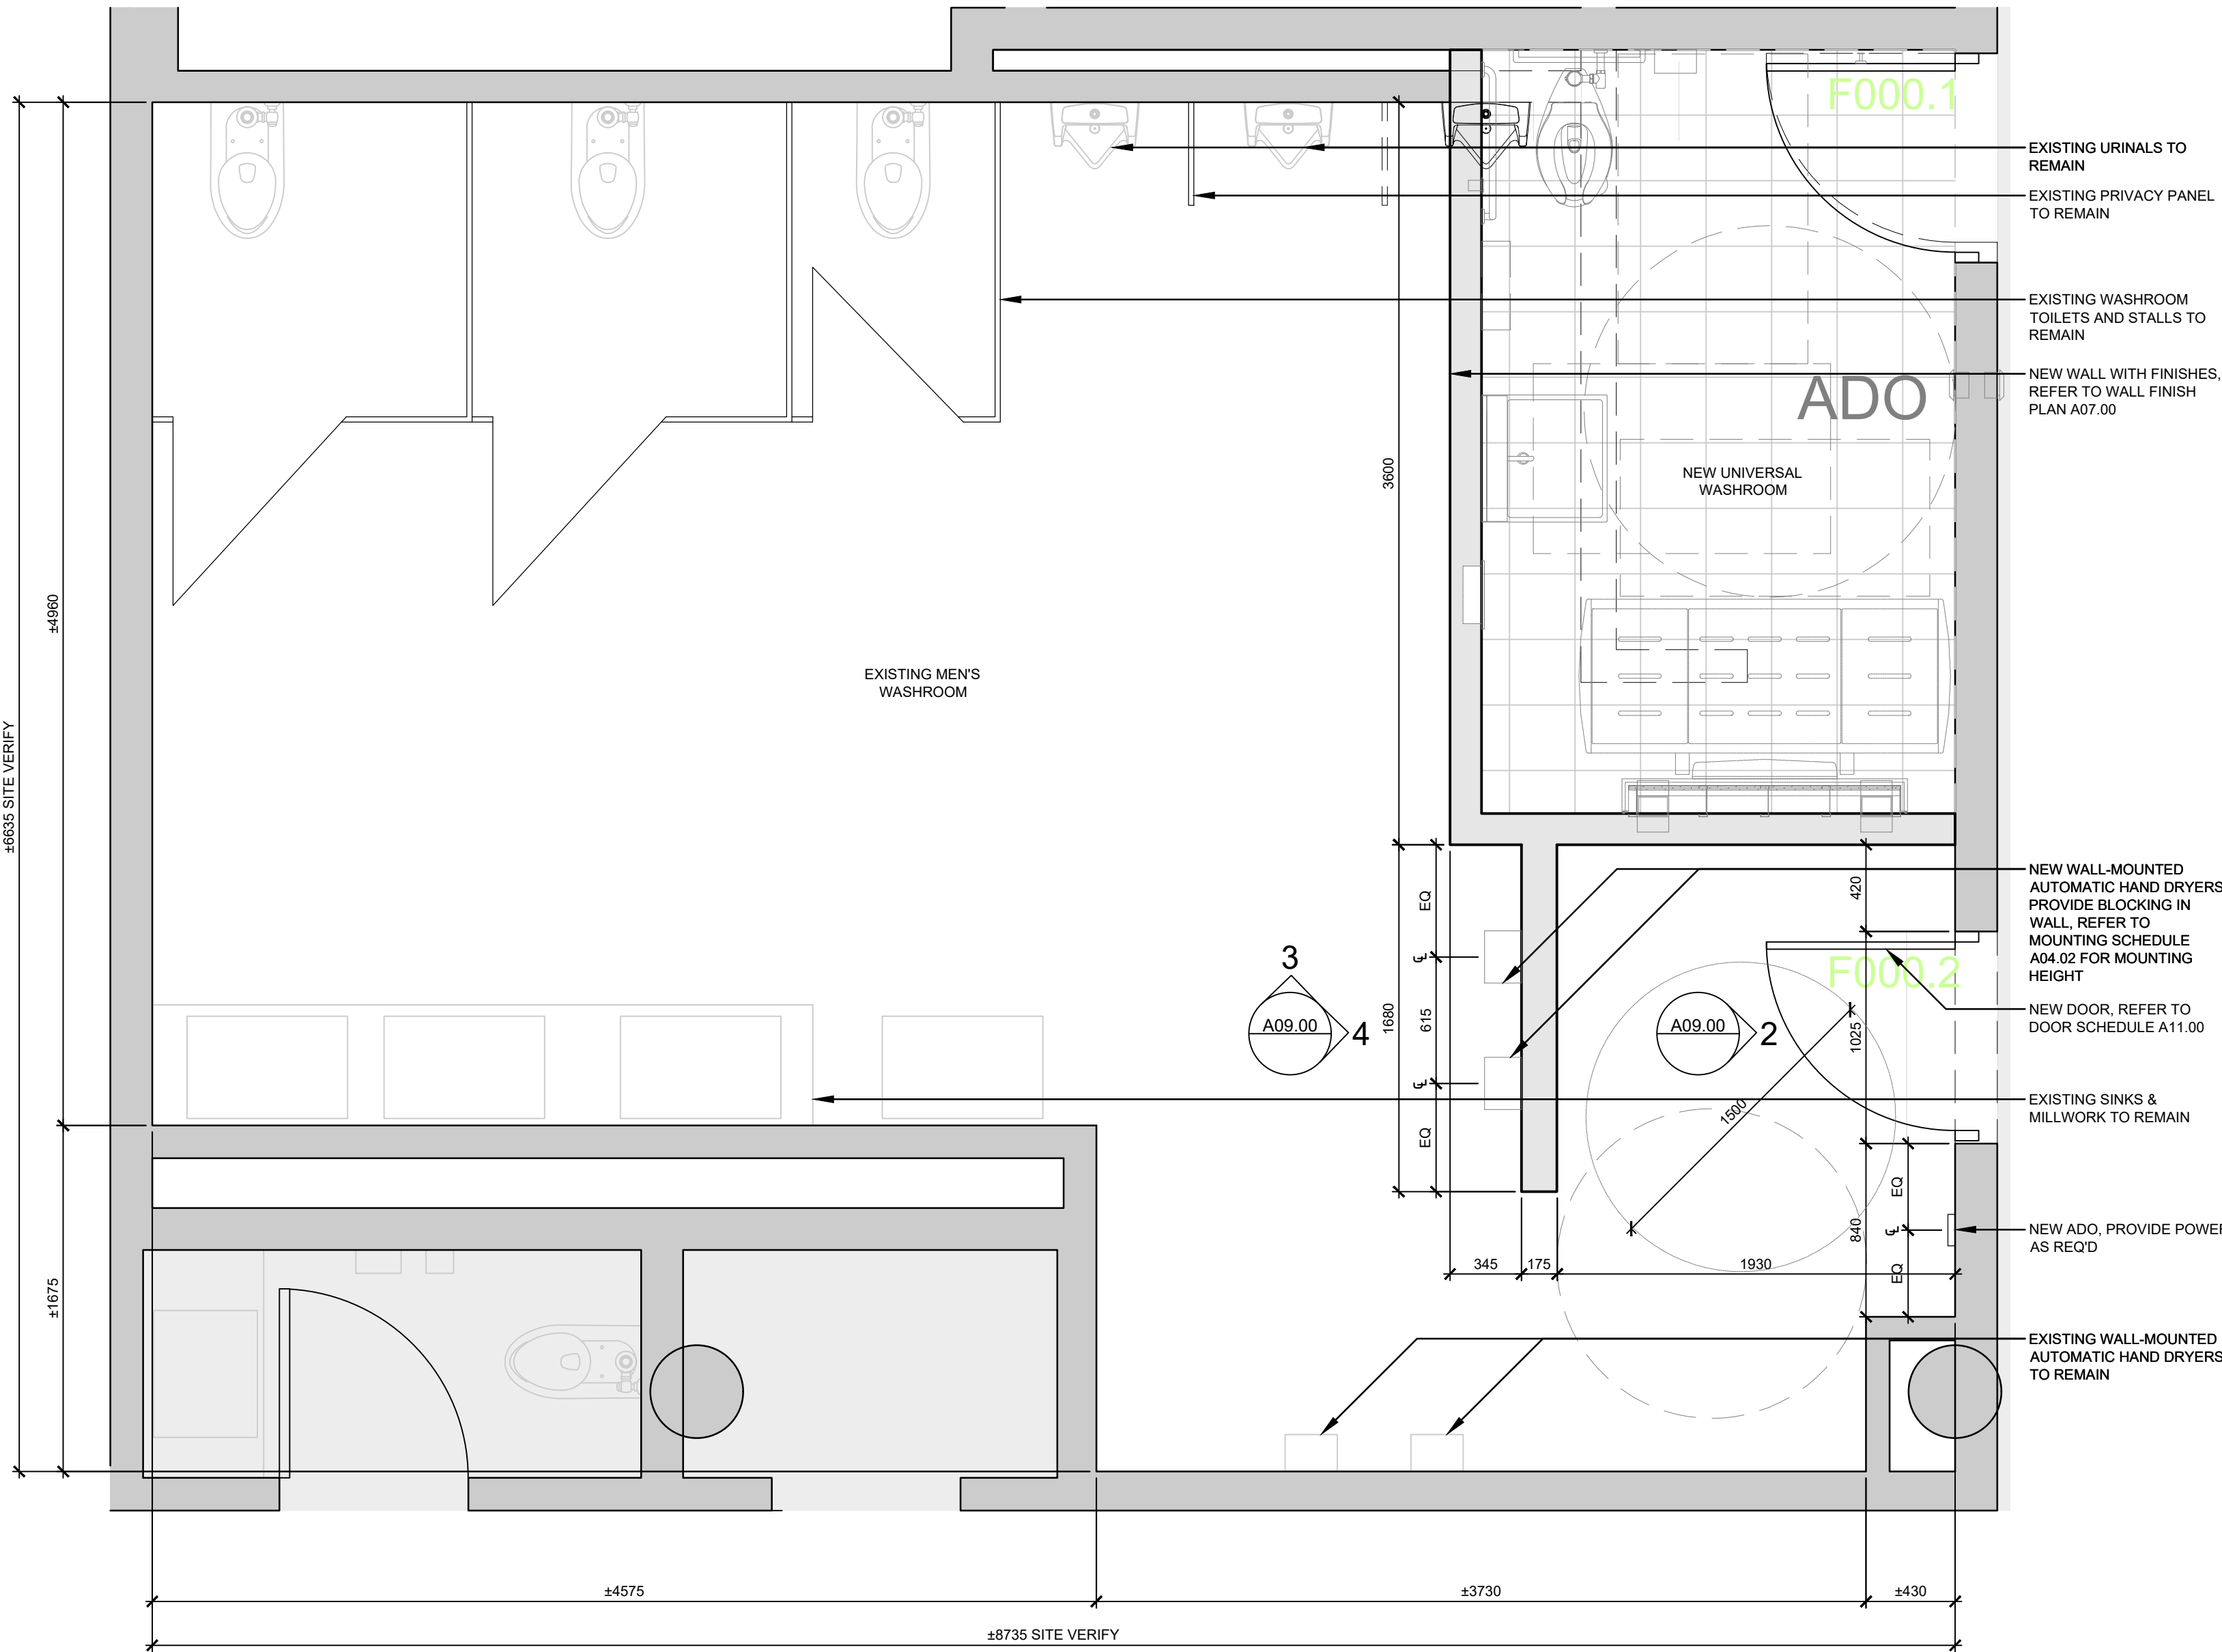 F000.1
EXISTING URINALS TO
REMAIN
EXISTING PRIVACY PANEL
TO REMAIN
EXISTING WASHROOM
TOILETS AND STALLS TO
REMAIN
NEW WALL WITH FINISHES,
REFER TO WALL FINISH
PLAN A07.00
ADO
3600
NEW UNIVERSAL
WASHROOM
±4960
EXISTING MEN'S
WASHROOM
±6635 SITE VERIFY
NEW WALL-MOUNTED
AUTOMATIC HAND DRYERS
PROVIDE BLOCKING IN
WALL, REFER TO
MOUNTING SCHEDULE
A04.02 FOR MOUNTING
HEIGHT
420
EQ
CL
3
A09.00
4
A09.00
2
F000.2
1680
615
1025
NEW DOOR, REFER TO
DOOR SCHEDULE A11.00
CL
1500
EXISTING SINKS &
MILLWORK TO REMAIN
EQ
EQ
840
CL
NEW ADO, PROVIDE POWER
AS REQ'D
EQ
345
175
1930
±1675
EXISTING WALL-MOUNTED
AUTOMATIC HAND DRYERS
TO REMAIN
±4575
±3730
±430
±8735 SITE VERIFY